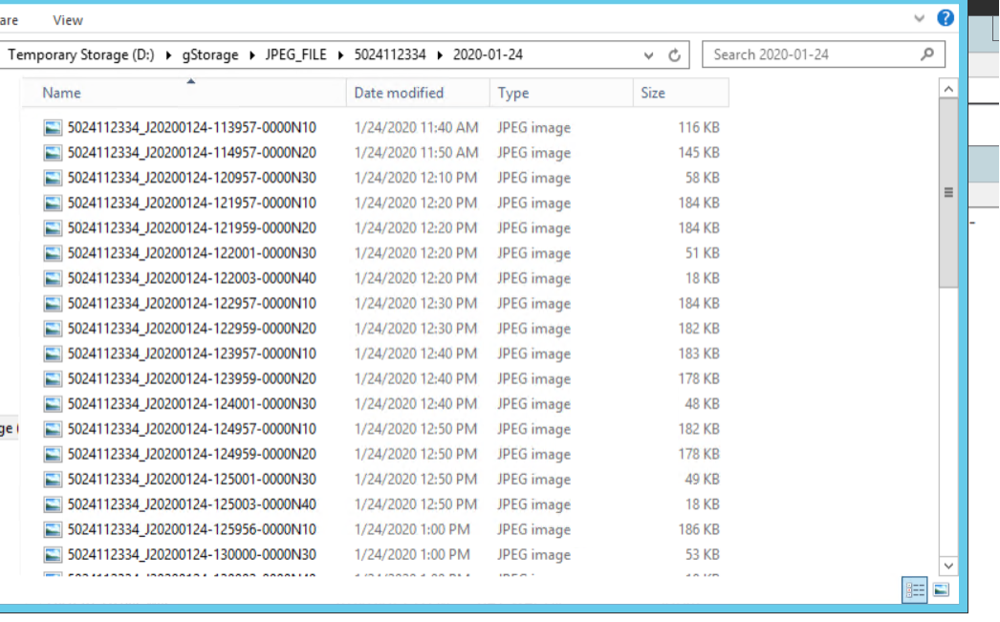 are View
Temporary Storage (D:) gStorage JPEG_FILE 5024112334 2020-01-24 Search 2020-01-24
Name Date modified Type Size
5024112334_J20200124-113957-0000N10 1/24/2020 11:40 AM JPEG image 116 KB
5024112334_J20200124-114957-0000N20 1/24/2020 11:50 AM JPEG image 145 KB
5024112334_J20200124-120957-0000N30 1/24/2020 12:10 PM JPEG image 58 KB
5024112334_J20200124-121957-0000N10 1/24/2020 12:20 PM JPEG image 184 KB
5024112334_J20200124-121959-0000N20 1/24/2020 12:20 PM JPEG image 184 KB
5024112334_J20200124-122001-0000N30 1/24/2020 12:20 PM JPEG image 51 KB
5024112334_J20200124-122003-0000N40 1/24/2020 12:20 PM JPEG image 18 KB
5024112334_J20200124-122957-0000N10 1/24/2020 12:30 PM JPEG image 184 KB
5024112334_J20200124-122959-0000N20 1/24/2020 12:30 PM JPEG image 182 KB
5024112334_J20200124-123957-0000N10 1/24/2020 12:40 PM JPEG image 183 KB
5024112334_J20200124-123959-0000N20 1/24/2020 12:40 PM JPEG image 178 KB
5024112334_J20200124-124001-0000N30 1/24/2020 12:40 PM JPEG image 48 KB
ge 5024112334_J20200124-124957-0000N10 1/24/2020 12:50 PM JPEG image 182 KB
5024112334_J20200124-124959-0000N20 1/24/2020 12:50 PM JPEG image 178 KB
5024112334_J20200124-125001-0000N30 1/24/2020 12:50 PM JPEG image 49 KB
5024112334_J20200124-125003-0000N40 1/24/2020 12:50 PM JPEG image 18 KB
5024112334_J20200124-125956-0000N10 1/24/2020 1:00 PM JPEG image 186 KB
5024112334_J20200124-130000-0000N30 1/24/2020 1:00 PM JPEG image 53 KB